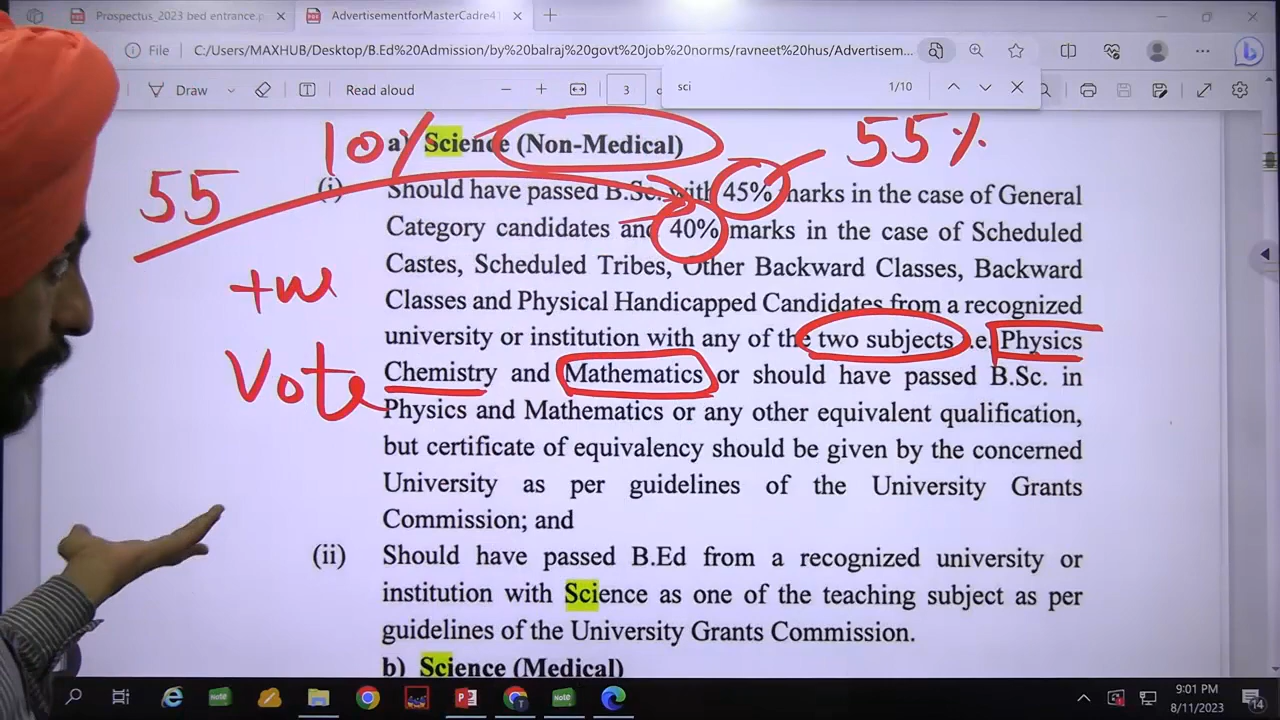 Prospectus_2023 bed entrance.p
AdvertisementforMasterCadre41
File
C:/Users/MAXHUB/Desktop/B.Ed%20Admission/by%20balraj%20govt%20job%20norms/ravneet%20hus/Advertisem...
Draw
Read aloud
3
sci
1/10
10%
a) Science (Non-Medical)
55%
55
(i) Should have passed B.Sc. with 45% marks in the case of General
Category candidates and 40% marks in the case of Scheduled
Castes, Scheduled Tribes, Other Backward Classes, Backward
Classes and Physical Handicapped Candidates from a recognized
university or institution with any of the two subjects i.e. Physics
Chemistry and Mathematics or should have passed B.Sc. in
Physics and Mathematics or any other equivalent qualification,
but certificate of equivalency should be given by the concerned
University as per guidelines of the University Grants
Commission; and
Vote
(ii) Should have passed B.Ed from a recognized university or
institution with Science as one of the teaching subject as per
guidelines of the University Grants Commission.
b) Science (Medical)
9:01 PM
8/11/2023
14